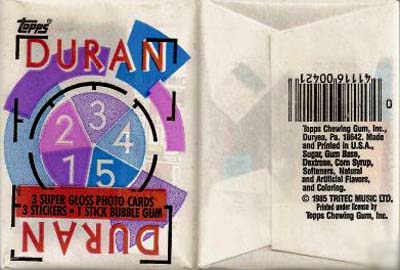 Topps
DURAN
3
2
4
1
5
3 SUPER GLOSS PHOTO CARDS
3 STICKERS • 1 STICK BUBBLE GUM
DURAN
41116 00421
0
Topps Chewing Gum, Inc.,
Duryea, Pa. 18642. Made
and Printed in U.S.A.,
Sugar, Gum Base,
Dextrose, Corn Syrup,
Softeners, Natural
and Artificial Flavors,
and Coloring.
© 1985 TRITEC MUSIC LTD.
Printed under license by
Topps Chewing Gum, Inc.